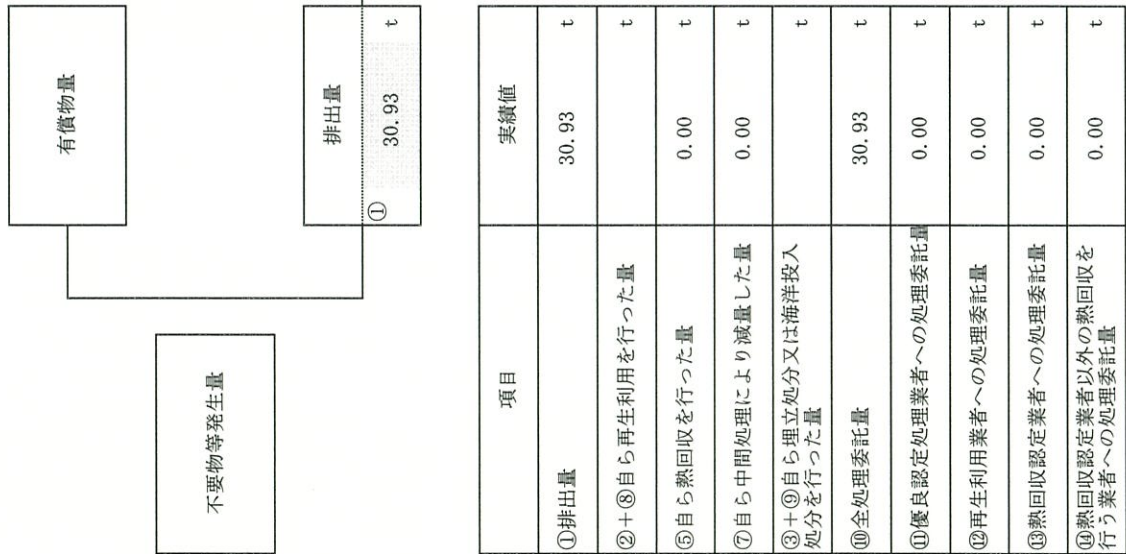 不要物等発生量
有償物量
排出量
① 30.93 t
項目 実績値
①排出量 30.93 t
②+⑧自ら再生利用を行った量 t
⑤自ら熱回収を行った量 0.00 t
⑦自ら中間処理により減量した量 0.00 t
③+⑨自ら埋立処分又は海洋投入
処分を行った量 t
⑩全処理委託量 30.93 t
⑪優良認定処理業者への処理委託量 0.00 t
⑫再生利用業者への処理委託量 0.00 t
⑬熱回収認定業者への処理委託量 0.00 t
⑭熱回収認定業者以外の熱回収を
行う業者への処理委託量 0.00 t